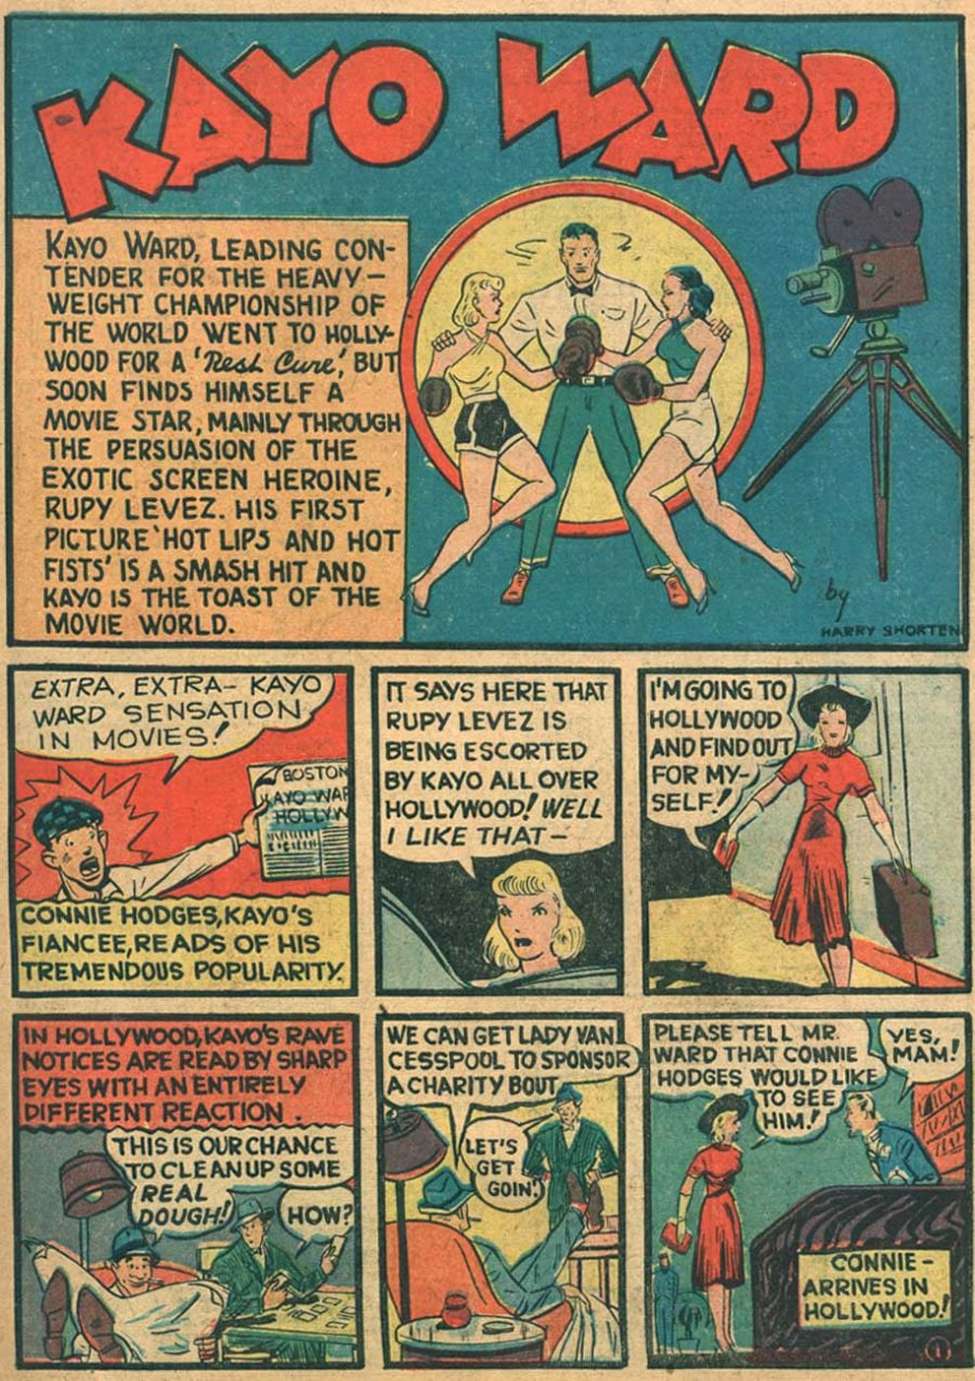 KAYO WARD
KAYO WARD, LEADING CON-
TENDER FOR THE HEAVY-
WEIGHT CHAMPIONSHIP OF
THE WORLD WENT TO HOLLY-
WOOD FOR A 'Rest Cure', BUT
SOON FINDS HIMSELF A
MOVIE STAR, MAINLY THROUGH
THE PERSUASION OF THE
EXOTIC SCREEN HEROINE,
RUPY LEVEZ. HIS FIRST
PICTURE 'HOT LIPS AND HOT
FISTS' IS A SMASH HIT AND
KAYO IS THE TOAST OF THE
MOVIE WORLD.
by
HARRY SHORTEN
EXTRA, EXTRA- KAYO
WARD SENSATION
IN MOVIES!
BOSTON
KAYO WAR
HOLLYW
CONNIE HODGES, KAYO'S
FIANCEE, READS OF HIS
TREMENDOUS POPULARITY.
IT SAYS HERE THAT
RUPY LEVEZ IS
BEING ESCORTED
BY KAYO ALL OVER
HOLLYWOOD! WELL
I LIKE THAT-
I'M GOING TO
HOLLYWOOD
AND FIND OUT
FOR MY-
SELF!
IN HOLLYWOOD, KAYO'S RAVE
NOTICES ARE READ BY SHARP
EYES WITH AN ENTIRELY
DIFFERENT REACTION.
THIS IS OUR CHANCE
TO CLEAN UP SOME
REAL
DOUGH!
HOW?
WE CAN GET LADY VAN
CESSPOOL TO SPONSOR
A CHARITY BOUT
LET'S
GET
GOIN'!
PLEASE TELL MR.
WARD THAT CONNIE
HODGES WOULD LIKE
TO SEE
HIM!
YES,
MAM!
CONNIE-
ARRIVES IN
HOLLYWOOD!
1